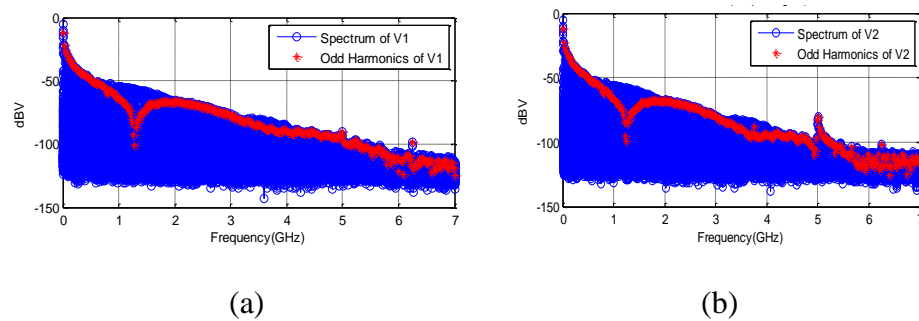 Spectrum of V1
Odd Harmonics of V1
dBV
0
-50
-100
-150
0 1 2 3 4 5 6 7
Frequency(GHz)
(a)
Spectrum of V2
Odd Harmonics of V2
dBV
0
-50
-100
-150
0 1 2 3 4 5 6 7
Frequency(GHz)
(b)